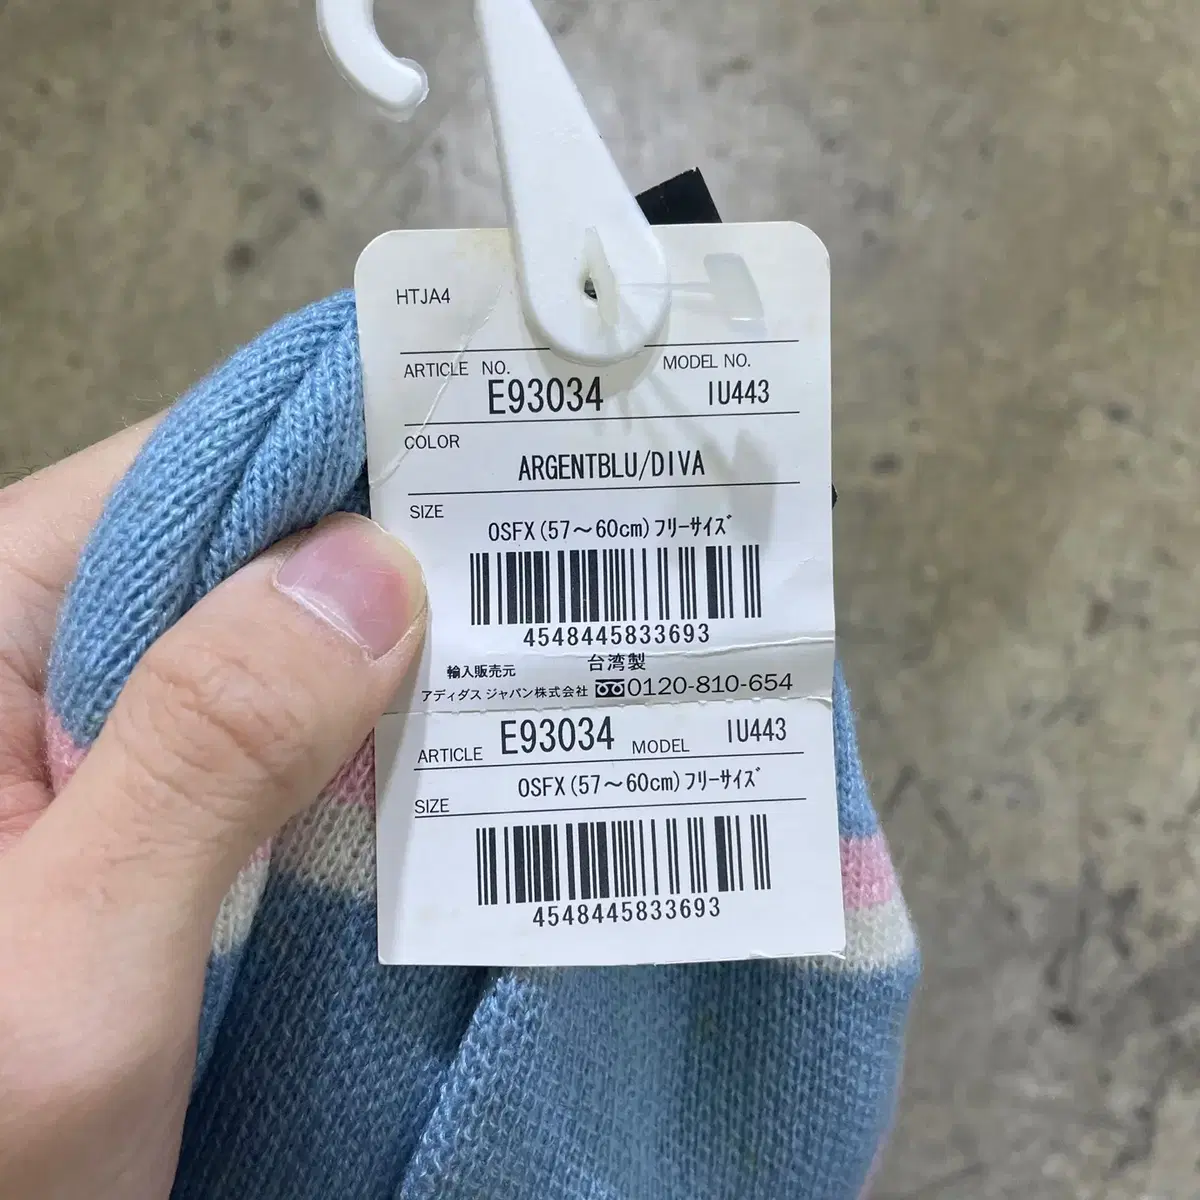 HTJA4
ARTICLE NO. MODEL NO.
E93034 IU443
COLOR
ARGENTBLU/DIVA
SIZE
OSFX(57～60cm)ﾌﾘｰｻｲｽﾞ
4548445833693
輸入販売元 台湾製
アディダス ジャパン株式会社 0120-810-654
ARTICLE E93034 MODEL IU443
OSFX(57～60cm)ﾌﾘｰｻｲｽﾞ
SIZE
4548445833693